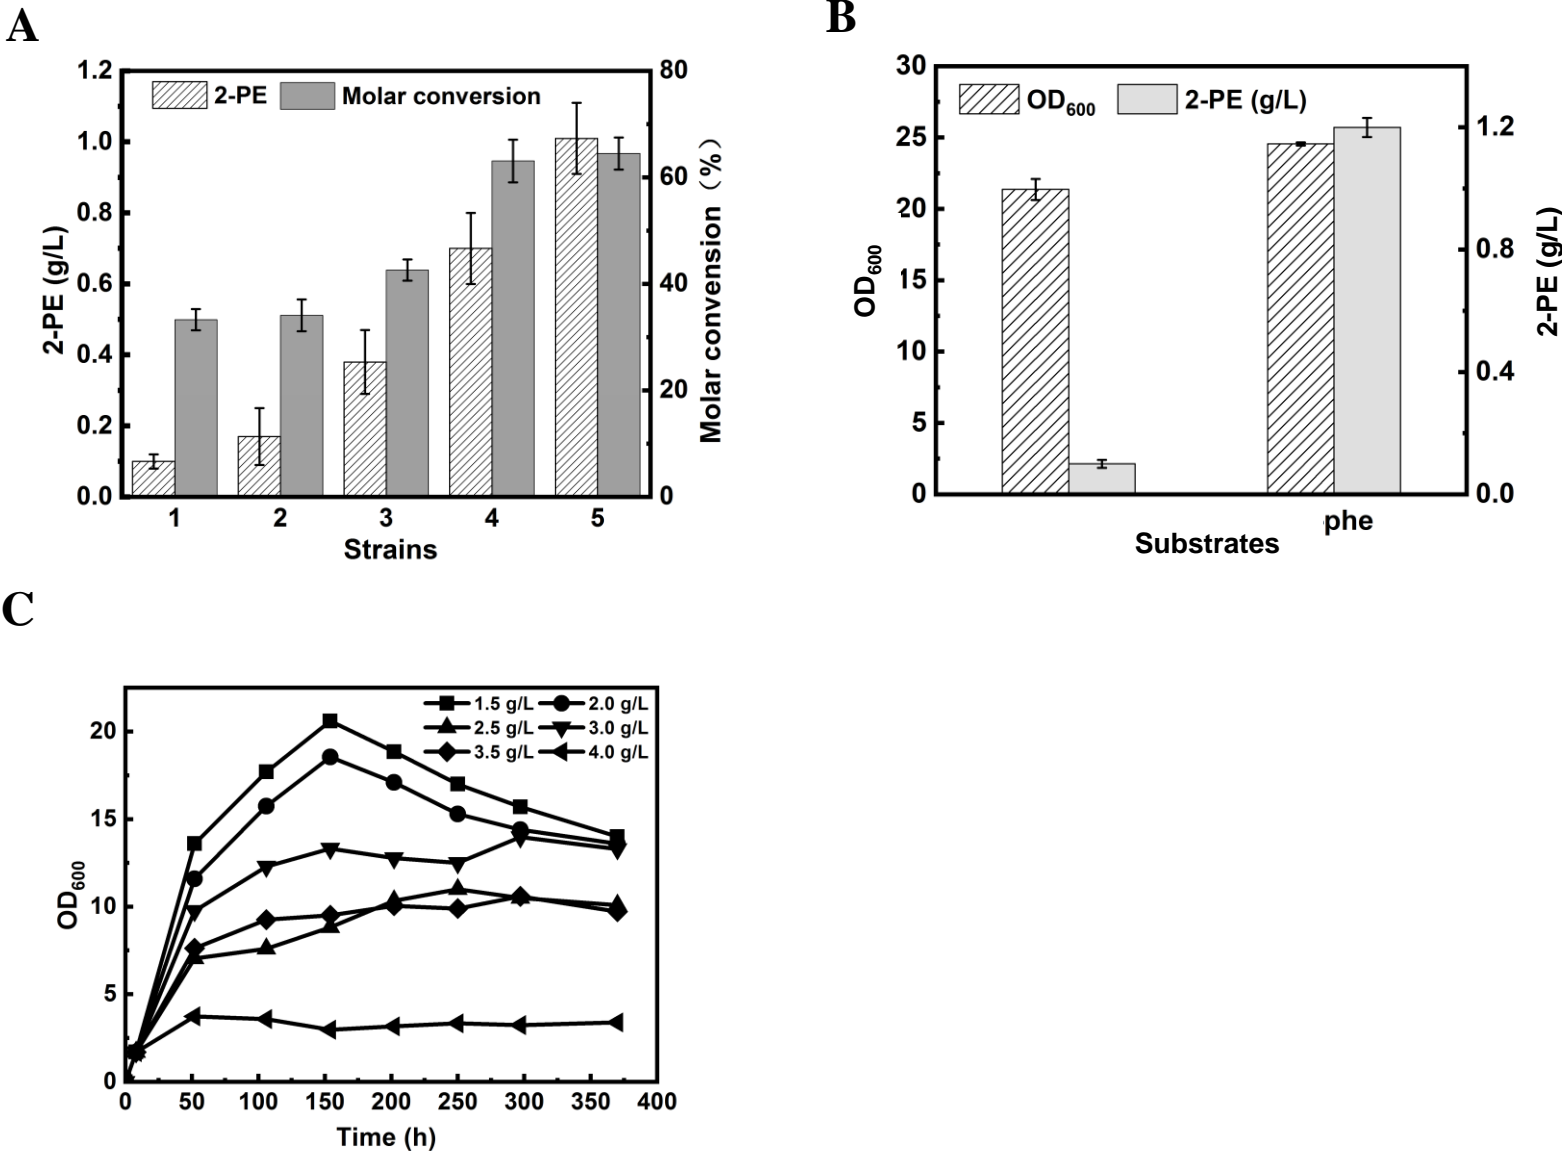 A
1.2
1.0
0.8
0.6
0.4
0.2
0.0
2-PE (g/L)
2-PE
Molar conversion
80
60
40
20
0
Molar convension（%）
1 2 3 4 5
Strains
B
30
25
20
15
10
5
0
OD600
OD600
2-PE (g/L)
1.2
0.8
0.4
0.0
2-PE (g/L)
phe
Substrates
C
20
15
10
5
0
OD600
1.5 g/L 2.0 g/L
2.5 g/L 3.0 g/L
3.5 g/L 4.0 g/L
0 50 100 150 200 250 300 350 400
Time (h)